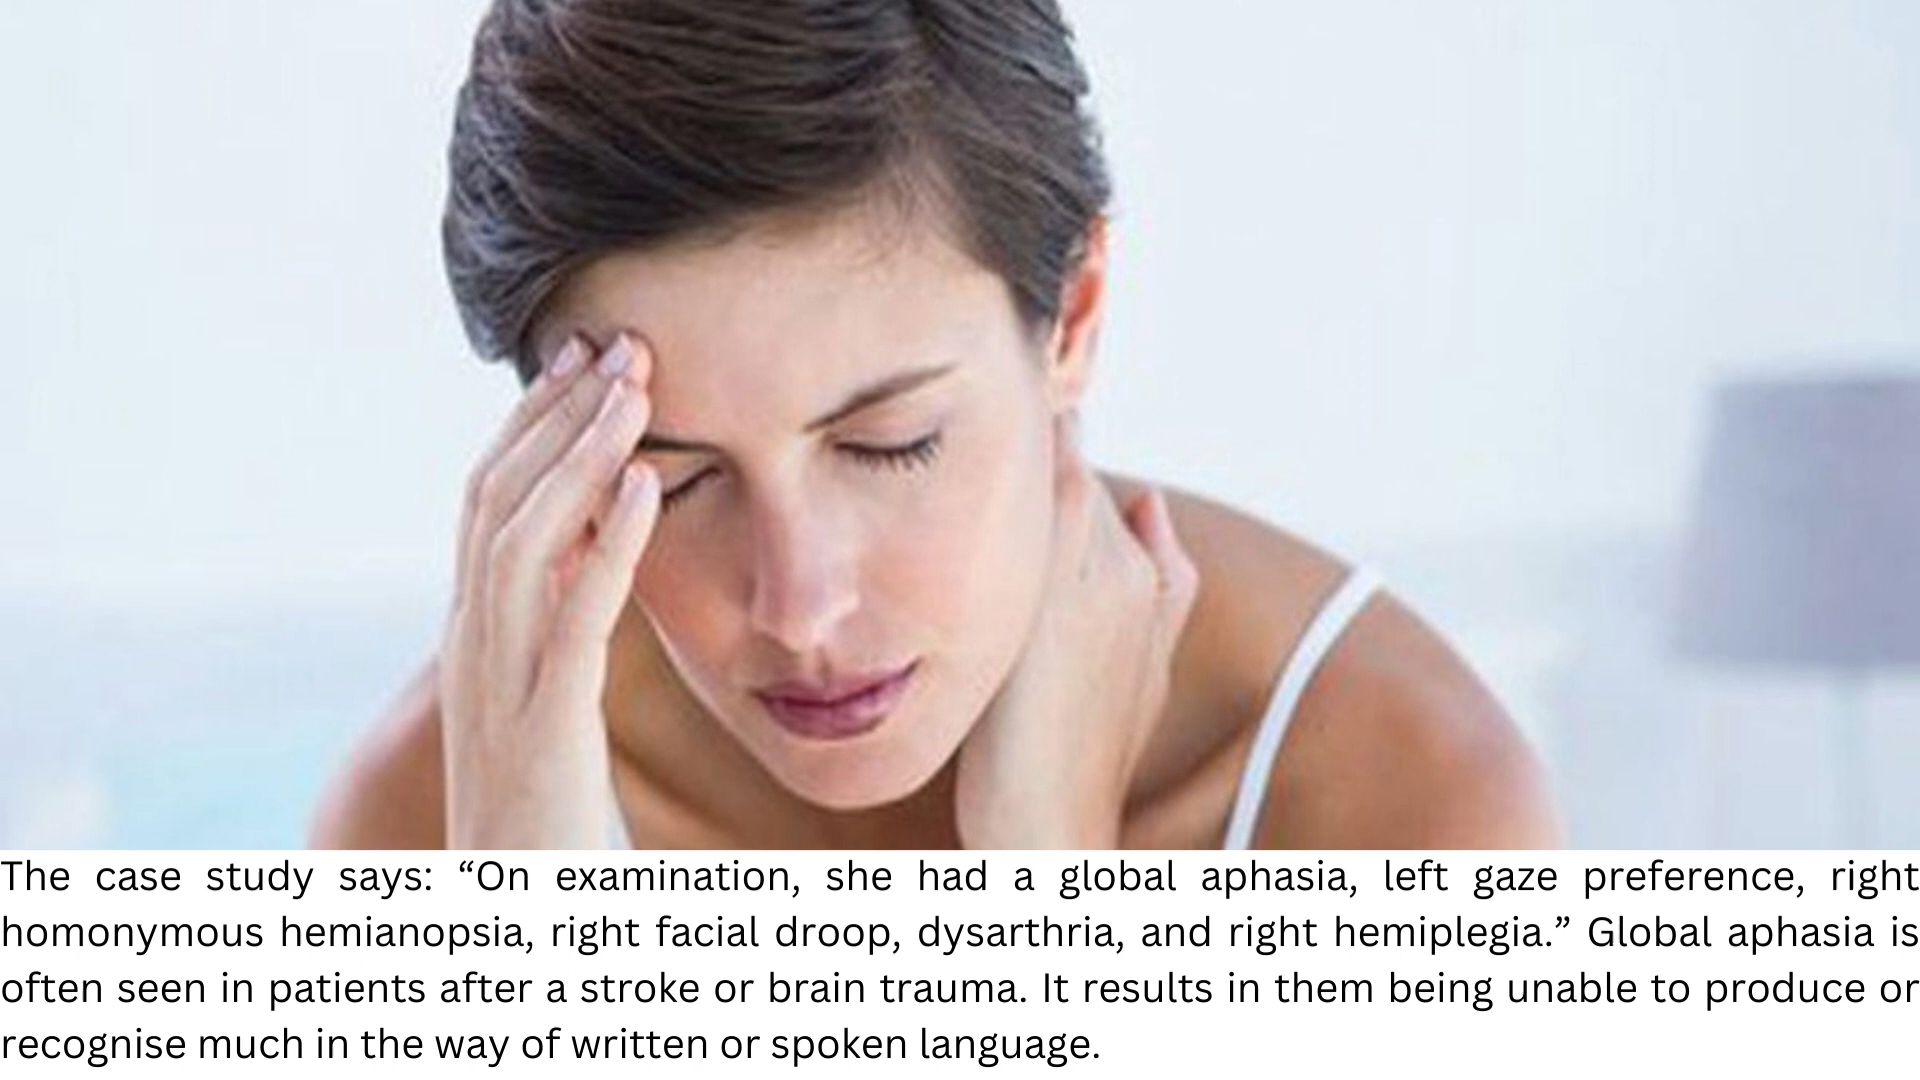 The case study says: “On examination, she had a global aphasia, left gaze preference, right
homonymous hemianopsia, right facial droop, dysarthria, and right hemiplegia.” Global aphasia is
often seen in patients after a stroke or brain trauma. It results in them being unable to produce or
recognise much in the way of written or spoken language.